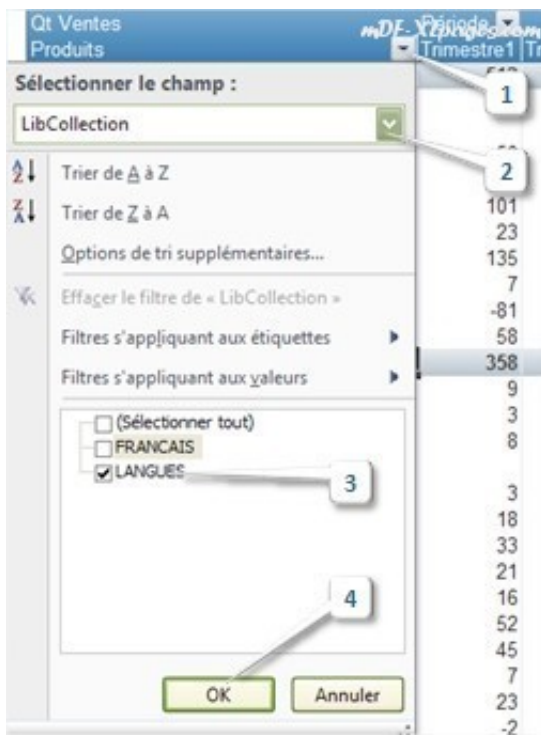 Qt Ventes
Période
mDF-XLpages.com
Produits
Trimestre1 Tr
Sélectionner le champ :
1
LibCollection
2
Trier de A à Z
Trier de Z à A
101
23
Options de tri supplémentaires...
135
7
Effacer le filtre de « LibCollection »
-81
Filtres s'appliquant aux étiquettes
58
358
Filtres s'appliquant aux valeurs
9
(Sélectionner tout)
3
FRANCAIS
8
LANGUES
3
3
18
33
21
4
16
52
45
7
OK
Annuler
23
-2